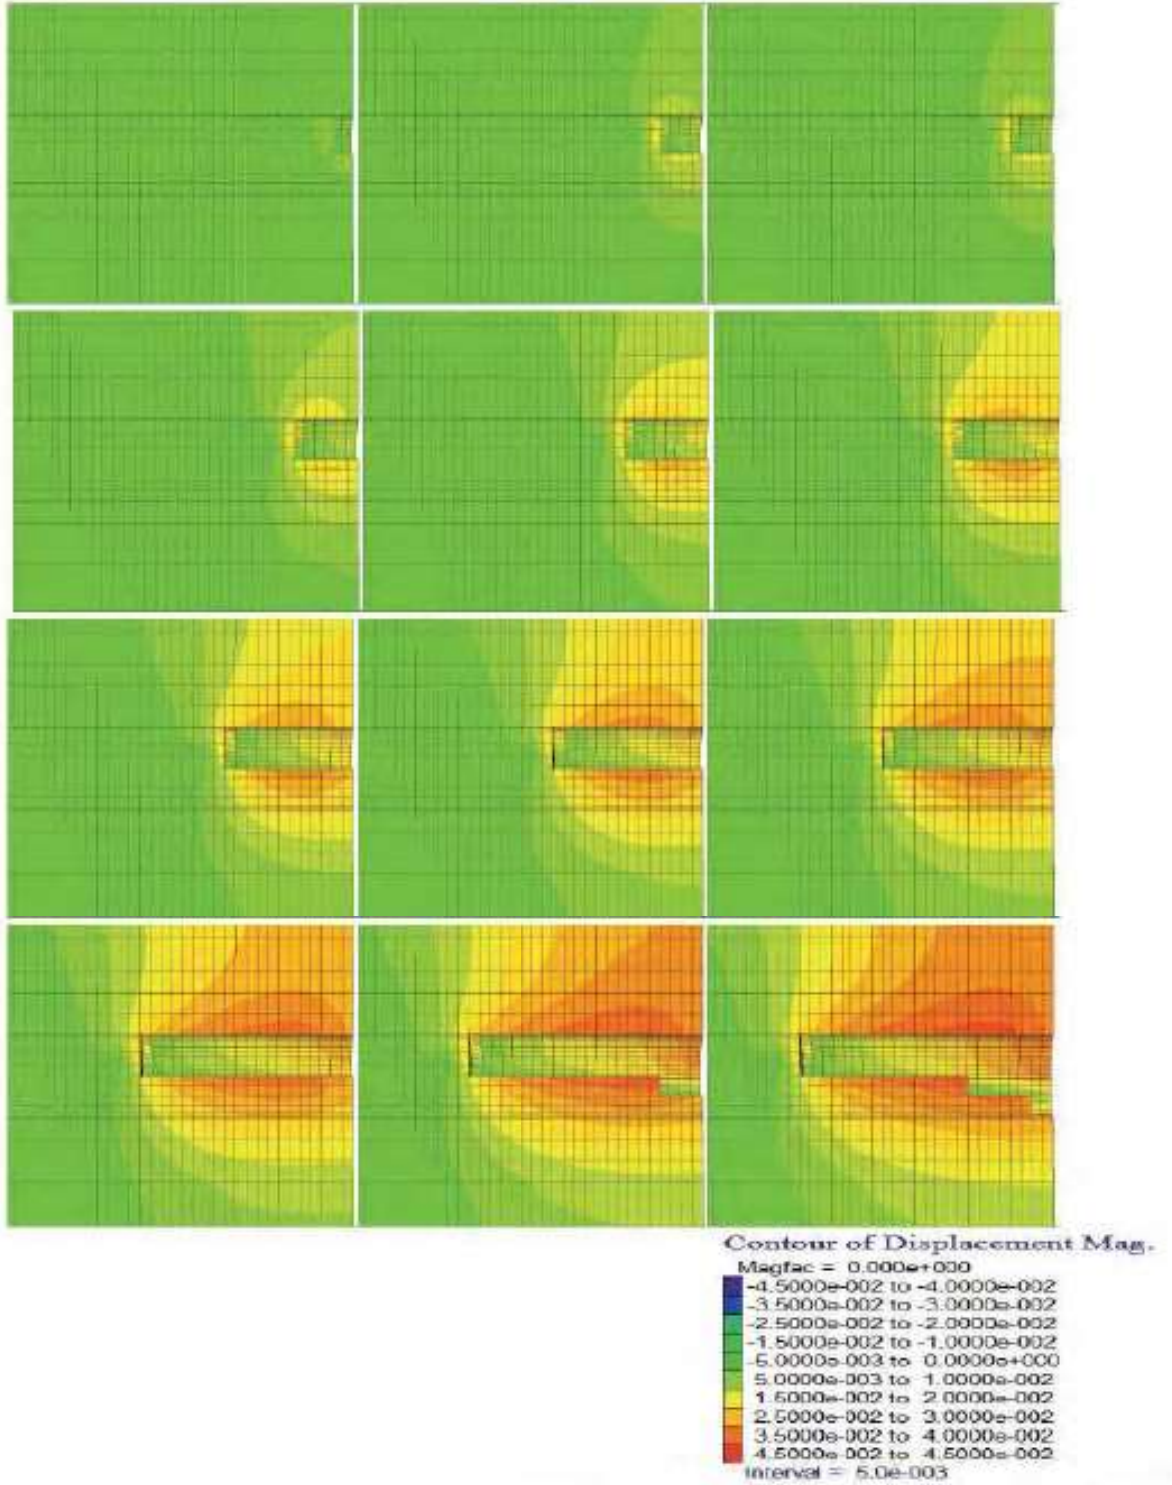 Contour of Displacement Mag.
Magfac = 0.000e+000
-4.5000e-002 to -4.0000e-002
-3.5000e-002 to -3.0000e-002
-2.5000e-002 to -2.0000e-002
-1.5000e-002 to -1.0000e-002
-5.0000e-003 to 0.0000e+000
5.0000e-003 to 1.0000e-002
1.5000e-002 to 2.0000e-002
2.5000e-002 to 3.0000e-002
3.5000e-002 to 4.0000e-002
4.5000e-002 to 4.5000e-002
Interval = 5.0e-003